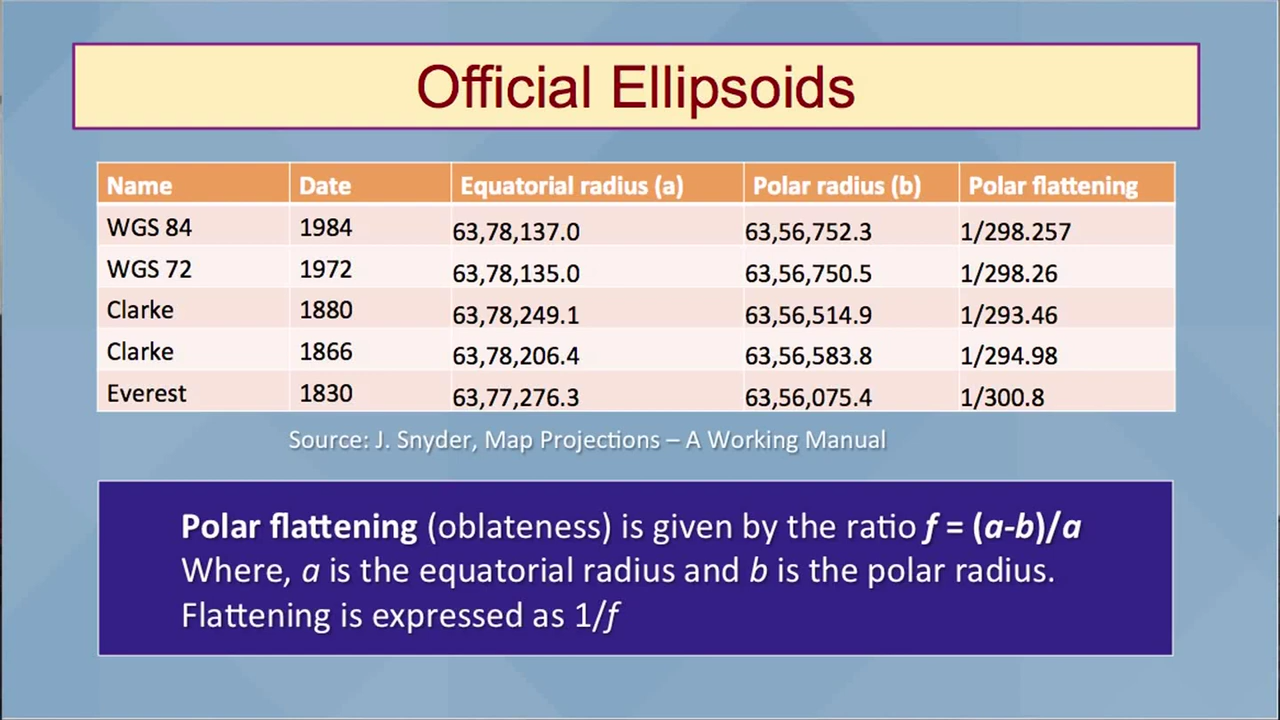 Official Ellipsoids
Name Date Equatorial radius (a) Polar radius (b) Polar flattening
WGS 84 1984 63,78,137.0 63,56,752.3 1/298.257
WGS 72 1972 63,78,135.0 63,56,750.5 1/298.26
Clarke 1880 63,78,249.1 63,56,514.9 1/293.46
Clarke 1866 63,78,206.4 63,56,583.8 1/294.98
Everest 1830 63,77,276.3 63,56,075.4 1/300.8
Source: J. Snyder, Map Projections – A Working Manual
Polar flattening (oblateness) is given by the ratio f = (a-b)/a
Where, a is the equatorial radius and b is the polar radius.
Flattening is expressed as 1/f